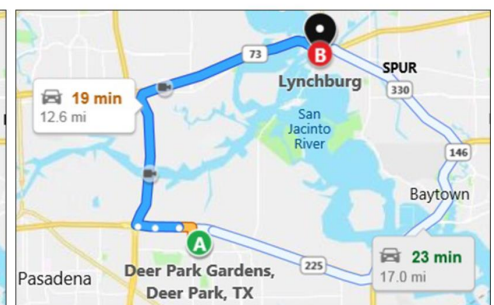 73
B
Lynchburg
SPUR
330
19 min
12.6 mi
San
Jacinto
River
146
Baytown
A
Deer Park Gardens,
Deer Park, TX
225
23 min
17.0 mi
Pasadena